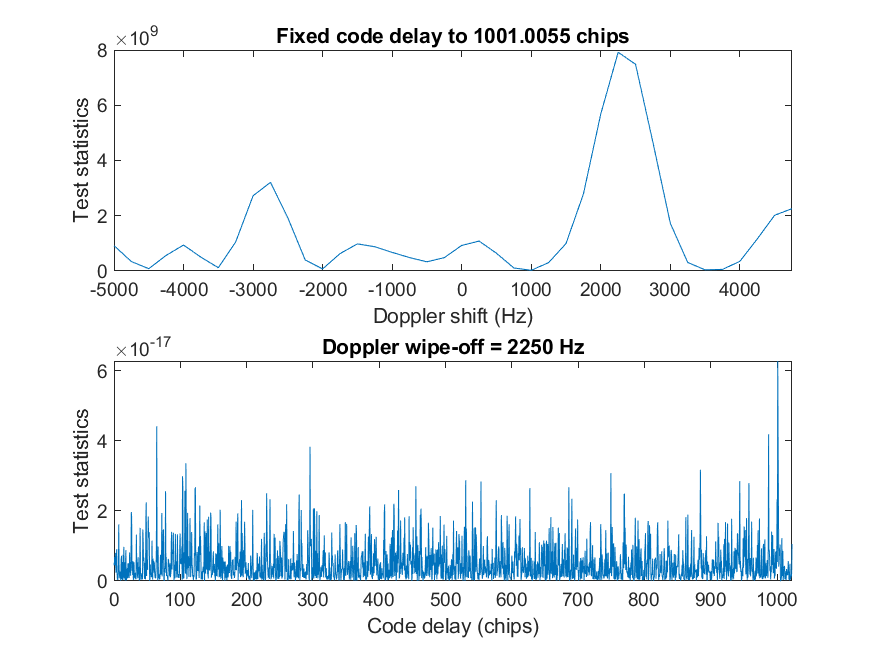 ×10^9
Fixed code delay to 1001.0055 chips
8
6
4
2
0
Test statistics
-5000 -4000 -3000 -2000 -1000 0 1000 2000 3000 4000
Doppler shift (Hz)
×10^-17
Doppler wipe-off = 2250 Hz
6
4
2
0
Test statistics
0 100 200 300 400 500 600 700 800 900 1000
Code delay (chips)